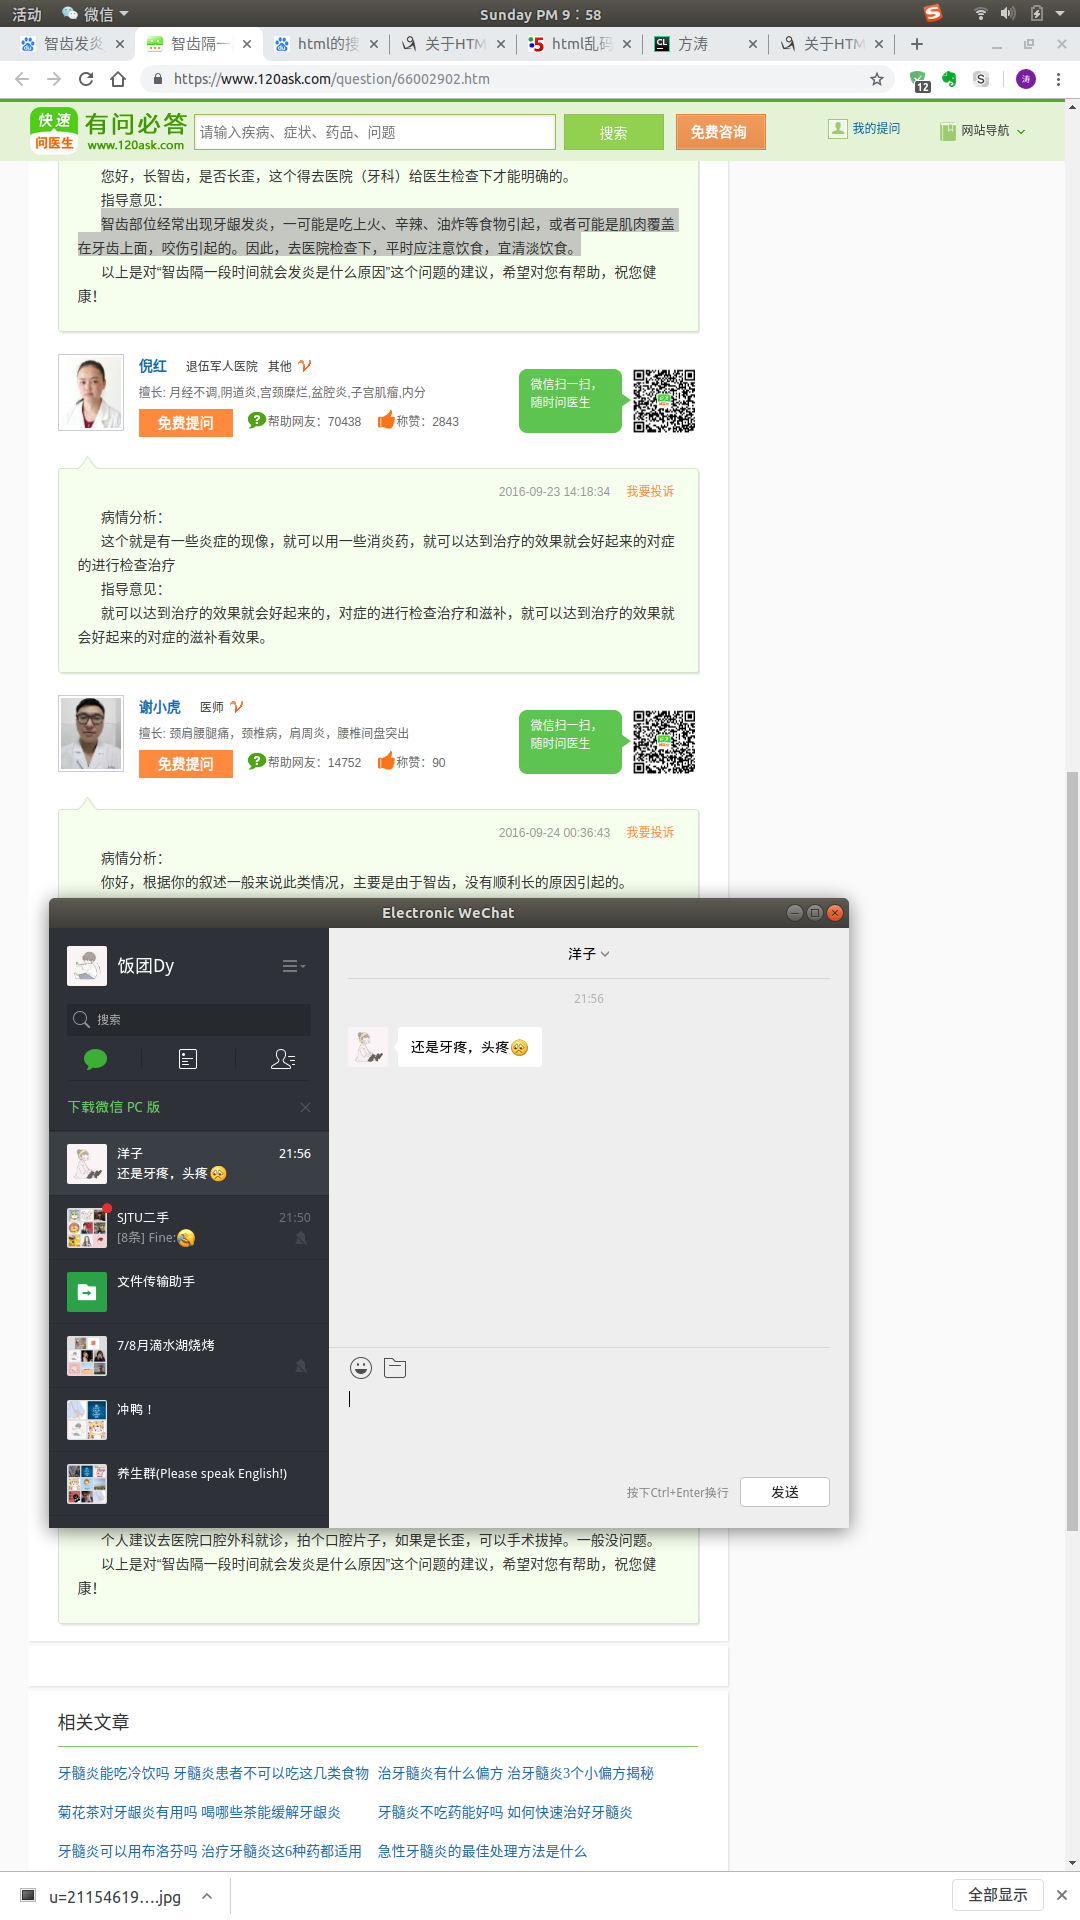 活动 微信 Sunday PM 9：58
智齿发炎 智齿隔一 html的搜 关于HTM html乱码 方涛 关于HTM
https://www.120ask.com/question/66002902.htm 12 S 涛
快速 问医生 有问必答 www.120ask.com 请输入疾病、症状、药品、问题 搜索 免费咨询 我的提问 网站导航
您好，长智齿，是否长歪，这个得去医院（牙科）给医生检查下才能明确的。
指导意见：
智齿部位经常出现牙龈发炎，一可能是吃上火、辛辣、油炸等食物引起，或者可能是肌肉覆盖
在牙齿上面，咬伤引起的。因此，去医院检查下，平时应注意饮食，宜清淡饮食。
以上是对“智齿隔一段时间就会发炎是什么原因”这个问题的建议，希望对您有帮助，祝您健
康！
倪红 退伍军人医院 其他
擅长: 月经不调,阴道炎,宫颈糜烂,盆腔炎,子宫肌瘤,内分
免费提问 帮助网友：70438 称赞：2843
微信扫一扫，
随时问医生
2016-09-23 14:18:34 我要投诉
病情分析：
这个就是有一些炎症的现像，就可以用一些消炎药，就可以达到治疗的效果就会好起来的对症
的进行检查治疗
指导意见：
就可以达到治疗的效果就会好起来的，对症的进行检查治疗和滋补，就可以达到治疗的效果就
会好起来的对症的滋补看效果。
谢小虎 医师
擅长: 颈肩腰腿痛，颈椎病，肩周炎，腰椎间盘突出
免费提问 帮助网友：14752 称赞：90
微信扫一扫，
随时问医生
2016-09-24 00:36:43 我要投诉
病情分析：
你好，根据你的叙述一般来说此类情况，主要是由于智齿，没有顺利长的原因引起的。
Electronic WeChat
饭团Dy
搜索
下载微信 PC 版
洋子 21:56
还是牙疼，头疼🥺
SJTU二手 21:50
[8条] Fine:
文件传输助手
7/8月滴水湖烧烤
冲鸭！
养生群(Please speak English!)
洋子
21:56
还是牙疼，头疼🥺
按下Ctrl+Enter换行 发送
个人建议去医院口腔外科就诊，拍个口腔片子，如果是长歪，可以手术拔掉。一般没问题。
以上是对“智齿隔一段时间就会发炎是什么原因”这个问题的建议，希望对您有帮助，祝您健
康！
相关文章
牙髓炎能吃冷饮吗 牙髓炎患者不可以吃这几类食物 治牙髓炎有什么偏方 治牙髓炎3个小偏方揭秘
菊花茶对牙龈炎有用吗 喝哪些茶能缓解牙龈炎 牙髓炎不吃药能好吗 如何快速治好牙髓炎
牙髓炎可以用布洛芬吗 治疗牙髓炎这6种药都适用 急性牙髓炎的最佳处理方法是什么
u=21154619....jpg 全部显示